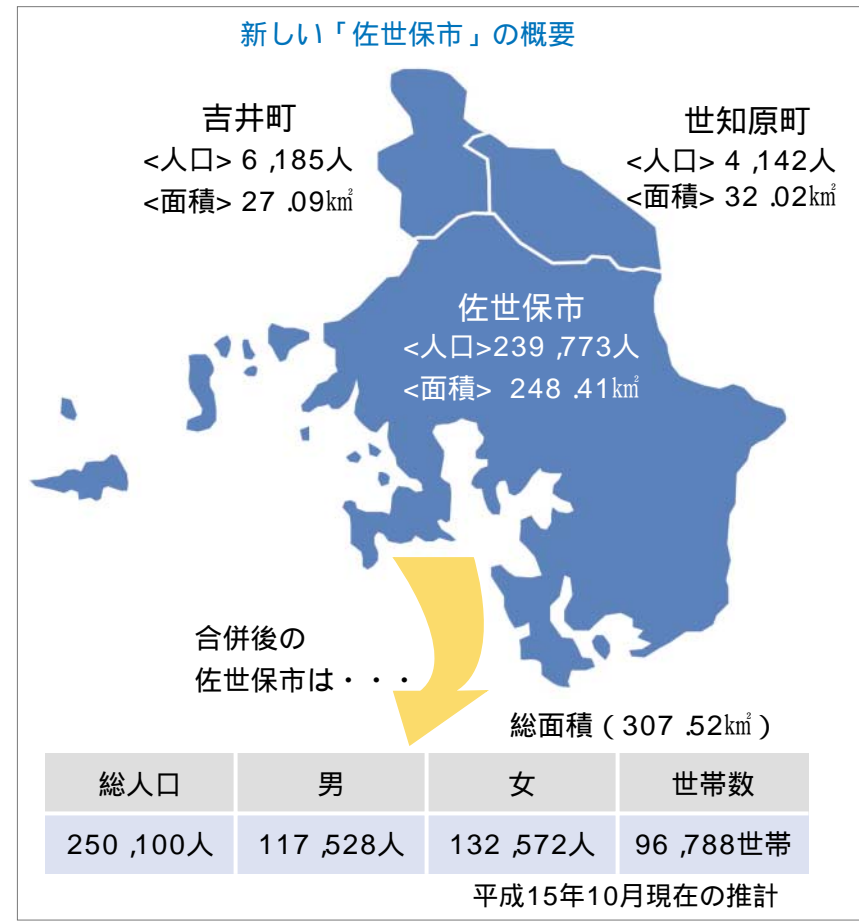 新しい「佐世保市」の概要
吉井町
<人口> 6,185人
<面積> 27.09㎢
世知原町
<人口> 4,142人
<面積> 32.02㎢
佐世保市
<人口>239,773人
<面積> 248.41㎢
合併後の
佐世保市は・・・
総面積(307.52㎢)
総人口 男 女 世帯数
250,100人 117,528人 132,572人 96,788世帯
平成15年10月現在の推計